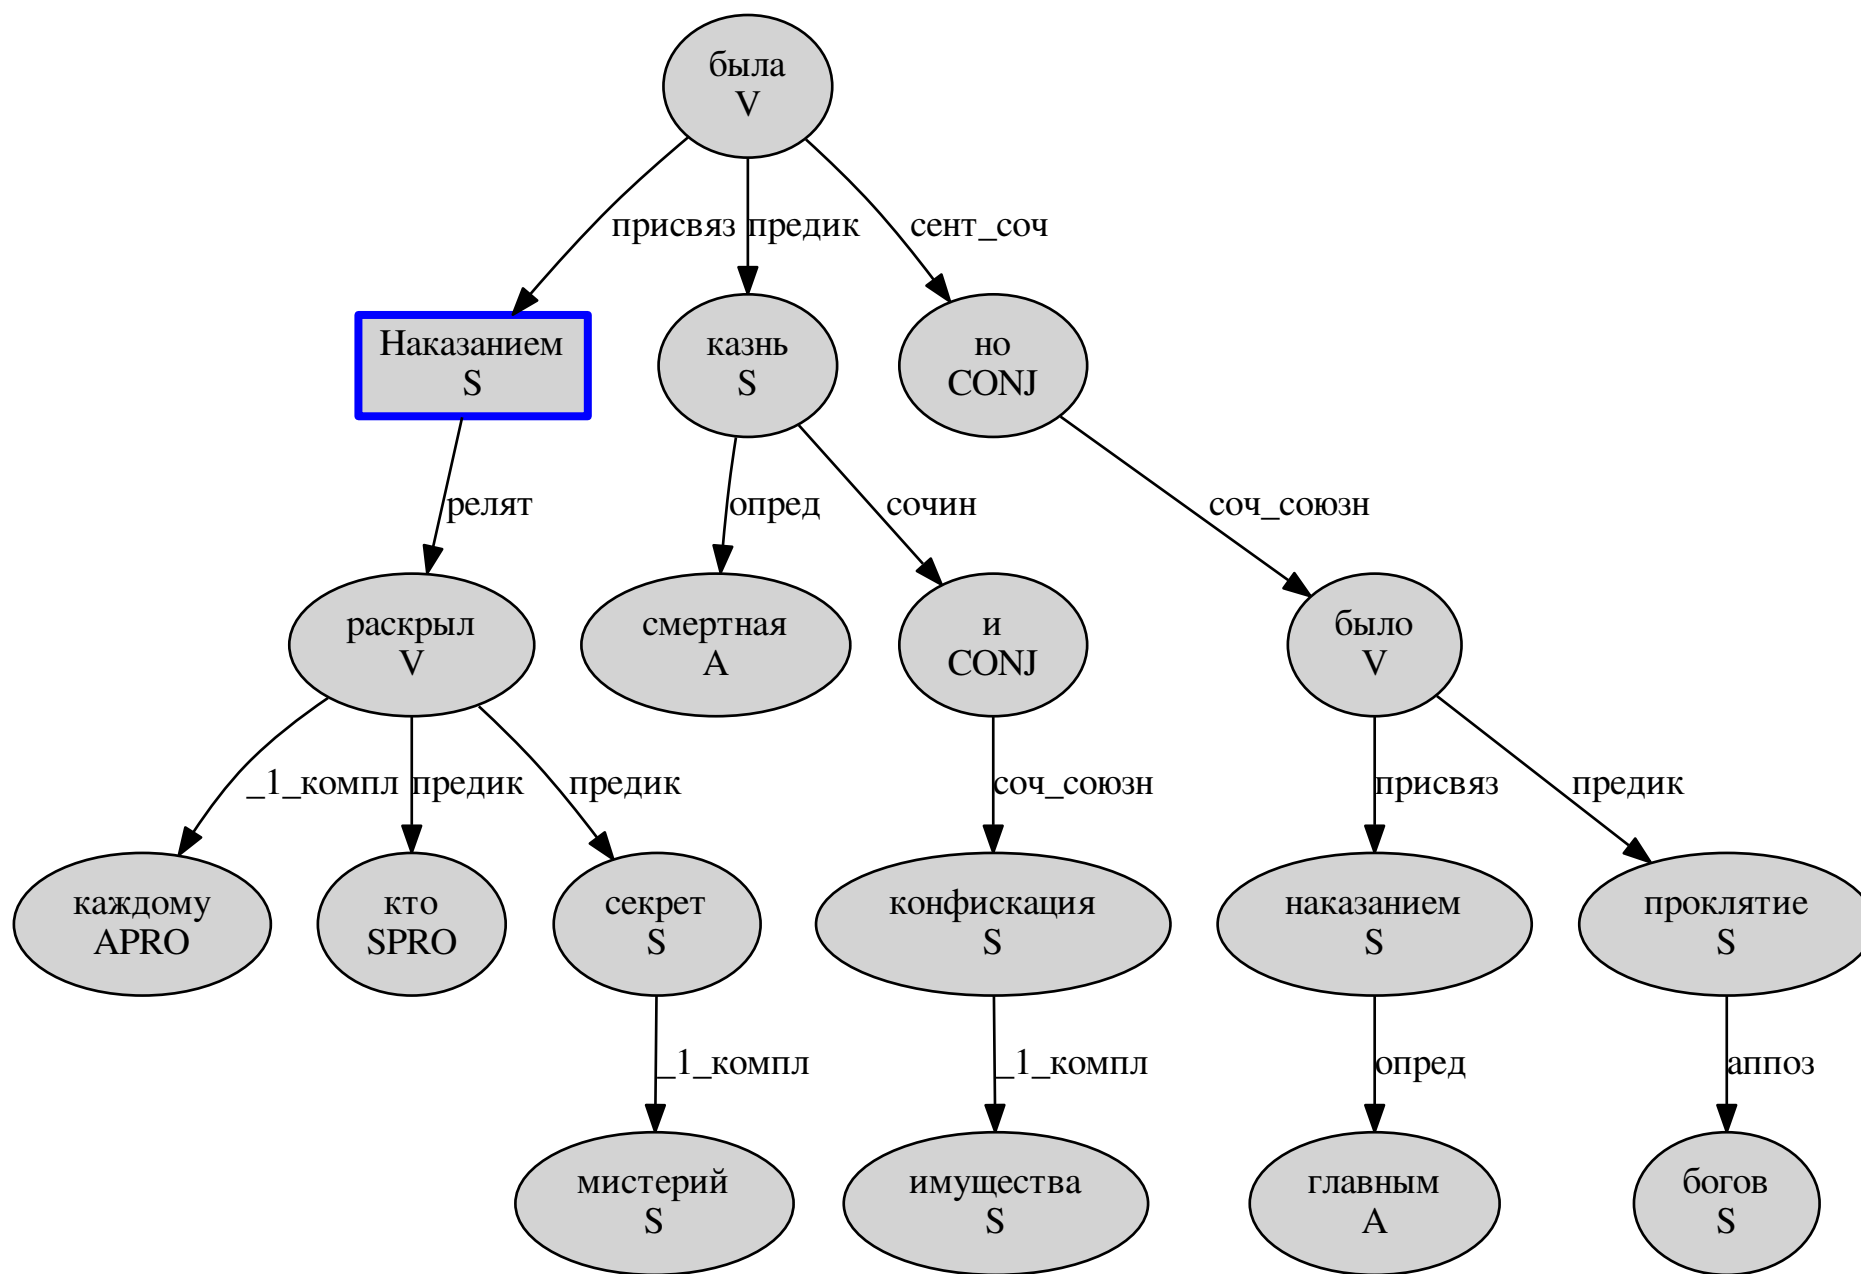 была
V
присвяз
предик
сент_соч
Наказанием
S
казнь
S
но
CONJ
релят
опред
сочин
соч_союзн
раскрыл
V
смертная
A
и
CONJ
было
V
_1_компл
предик
предик
соч_союзн
присвяз
предик
каждому
APRO
кто
SPRO
секрет
S
конфискация
S
наказанием
S
проклятие
S
_1_компл
_1_компл
опред
аппоз
мистерий
S
имущества
S
главным
A
богов
S